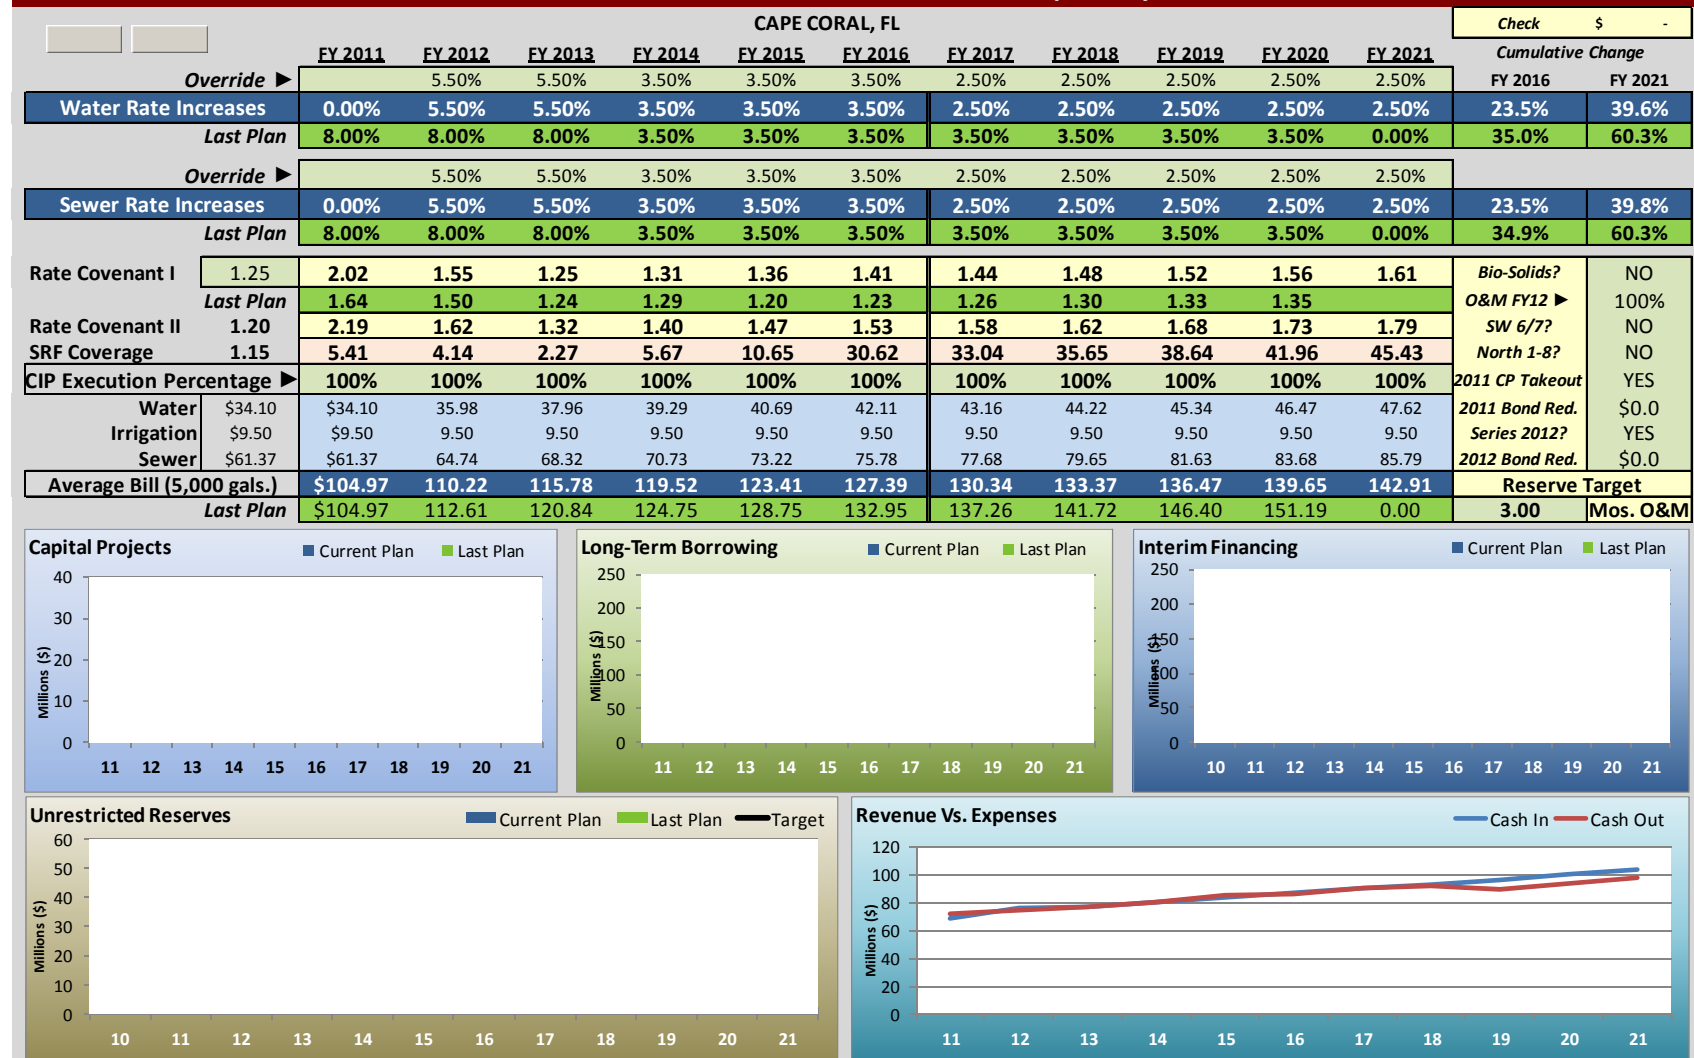 CAPE CORAL, FL
Check $ -
FY 2011 FY 2012 FY 2013 FY 2014 FY 2015 FY 2016 FY 2017 FY 2018 FY 2019 FY 2020 FY 2021 Cumulative Change
Override ► 5.50% 5.50% 3.50% 3.50% 3.50% 2.50% 2.50% 2.50% 2.50% 2.50% FY 2016 FY 2021
Water Rate Increases 0.00% 5.50% 5.50% 3.50% 3.50% 3.50% 2.50% 2.50% 2.50% 2.50% 2.50% 23.5% 39.6%
Last Plan 8.00% 8.00% 8.00% 3.50% 3.50% 3.50% 3.50% 3.50% 3.50% 3.50% 0.00% 35.0% 60.3%
Override ► 5.50% 5.50% 3.50% 3.50% 3.50% 2.50% 2.50% 2.50% 2.50% 2.50%
Sewer Rate Increases 0.00% 5.50% 5.50% 3.50% 3.50% 3.50% 2.50% 2.50% 2.50% 2.50% 2.50% 23.5% 39.8%
Last Plan 8.00% 8.00% 8.00% 3.50% 3.50% 3.50% 3.50% 3.50% 3.50% 3.50% 0.00% 34.9% 60.3%
Rate Covenant I 1.25 2.02 1.55 1.25 1.31 1.36 1.41 1.44 1.48 1.52 1.56 1.61 Bio-Solids? NO
Last Plan 1.64 1.50 1.24 1.29 1.20 1.23 1.26 1.30 1.33 1.35 O&M FY12 ► 100%
Rate Covenant II 1.20 2.19 1.62 1.32 1.40 1.47 1.53 1.58 1.62 1.68 1.73 1.79 SW 6/7? NO
SRF Coverage 1.15 5.41 4.14 2.27 5.67 10.65 30.62 33.04 35.65 38.64 41.96 45.43 North 1-8? NO
CIP Execution Percentage ► 100% 100% 100% 100% 100% 100% 100% 100% 100% 100% 100% 2011 CP Takeout YES
Water $34.10 $34.10 35.98 37.96 39.29 40.69 42.11 43.16 44.22 45.34 46.47 47.62 2011 Bond Red. $0.0
Irrigation $9.50 $9.50 9.50 9.50 9.50 9.50 9.50 9.50 9.50 9.50 9.50 9.50 Series 2012? YES
Sewer $61.37 $61.37 64.74 68.32 70.73 73.22 75.78 77.68 79.65 81.63 83.68 85.79 2012 Bond Red. $0.0
Average Bill (5,000 gals.) $104.97 110.22 115.78 119.52 123.41 127.39 130.34 133.37 136.47 139.65 142.91 Reserve Target
Last Plan $104.97 112.61 120.84 124.75 128.75 132.95 137.26 141.72 146.40 151.19 0.00 3.00 Mos. O&M
Capital Projects Current Plan Last Plan
40
30
20
10
0
Millions ($)
11 12 13 14 15 16 17 18 19 20 21
Long-Term Borrowing Current Plan Last Plan
250
200
150
100
50
0
Millions ($)
11 12 13 14 15 16 17 18 19 20 21
Interim Financing Current Plan Last Plan
250
200
150
100
50
0
Millions ($)
10 11 12 13 14 15 16 17 18 19 20 21
Unrestricted Reserves Current Plan Last Plan Target
60
50
40
30
20
10
0
Millions ($)
10 11 12 13 14 15 16 17 18 19 20 21
Revenue Vs. Expenses Cash In Cash Out
120
100
80
60
40
20
0
Millions ($)
11 12 13 14 15 16 17 18 19 20 21